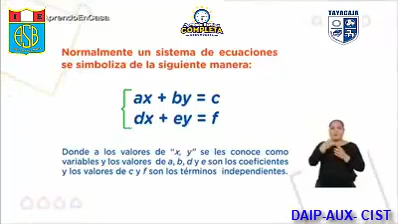 AprendoEnCasa
I E
ASB
COMPLETA
TAYACAJA
Normalmente un sistema de ecuaciones
se simboliza de la siguiente manera:
ax + by = c
dx + ey = f
Donde a los valores de "x, y" se les conoce como
variables y los valores de a, b, d y e son los coeficientes
y los valores de c y f son los términos independientes.
DAIP-AUX- CIST